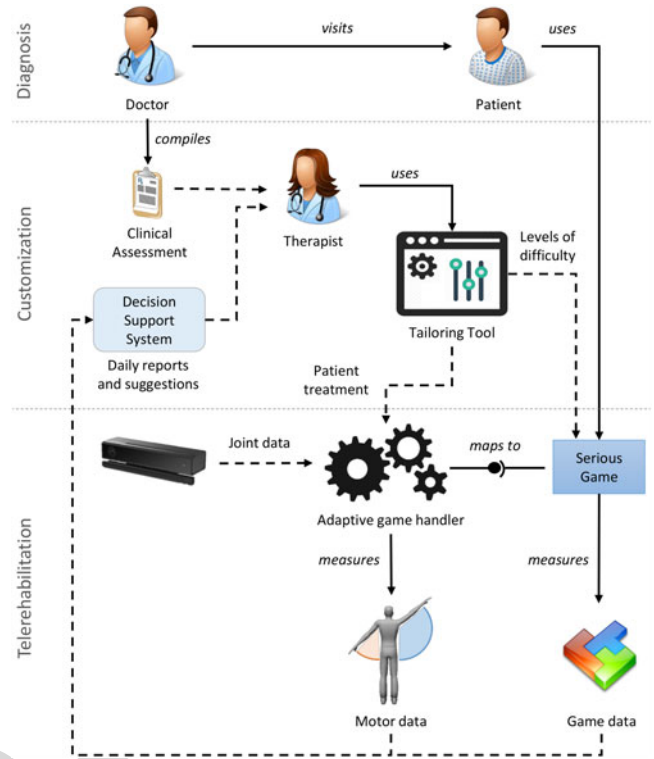 Diagnosis
visits
uses
Doctor
Patient
Customization
compiles
uses
Clinical
Assessment
Therapist
Levels of
difficulty
Decision
Support
System
Tailoring Tool
Daily reports
and suggestions
Patient
treatment
Telerehabilitation
Joint data
maps to
Serious
Game
Adaptive game handler
measures
measures
Motor data
Game data